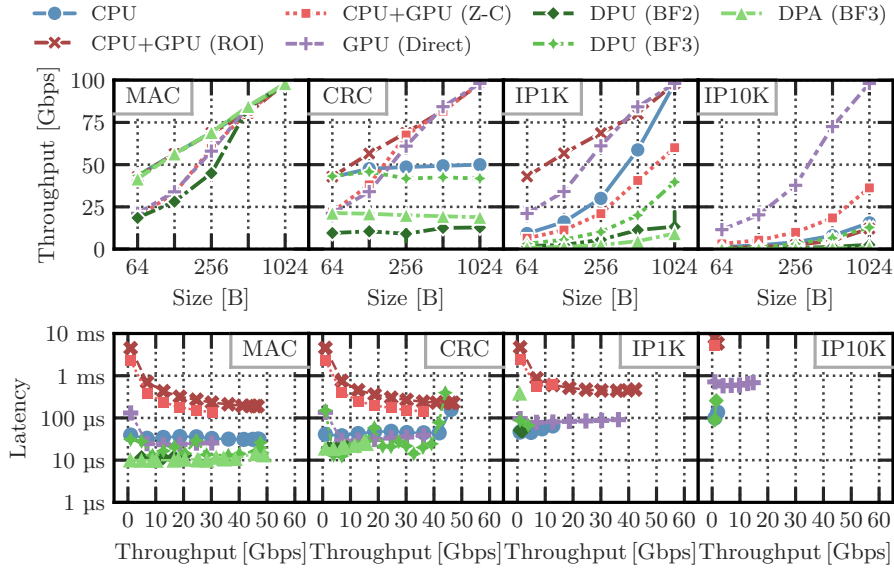 CPU CPU+GPU (Z-C) DPU (BF2) DPA (BF3)
CPU+GPU (ROI) GPU (Direct) DPU (BF3)
Throughput [Gbps]
100
75
50
25
0
MAC CRC IP1K IP10K
64 256 1024 64 256 1024 64 256 1024 64 256 1024
Size [B] Size [B] Size [B] Size [B]
Latency
10 ms
1 ms
100 µs
10 µs
1 µs
MAC CRC IP1K IP10K
0 10 20 30 40 50 60 0 10 20 30 40 50 60 0 10 20 30 40 50 60 0 10 20 30 40 50 60
Throughput [Gbps] Throughput [Gbps] Throughput [Gbps] Throughput [Gbps]